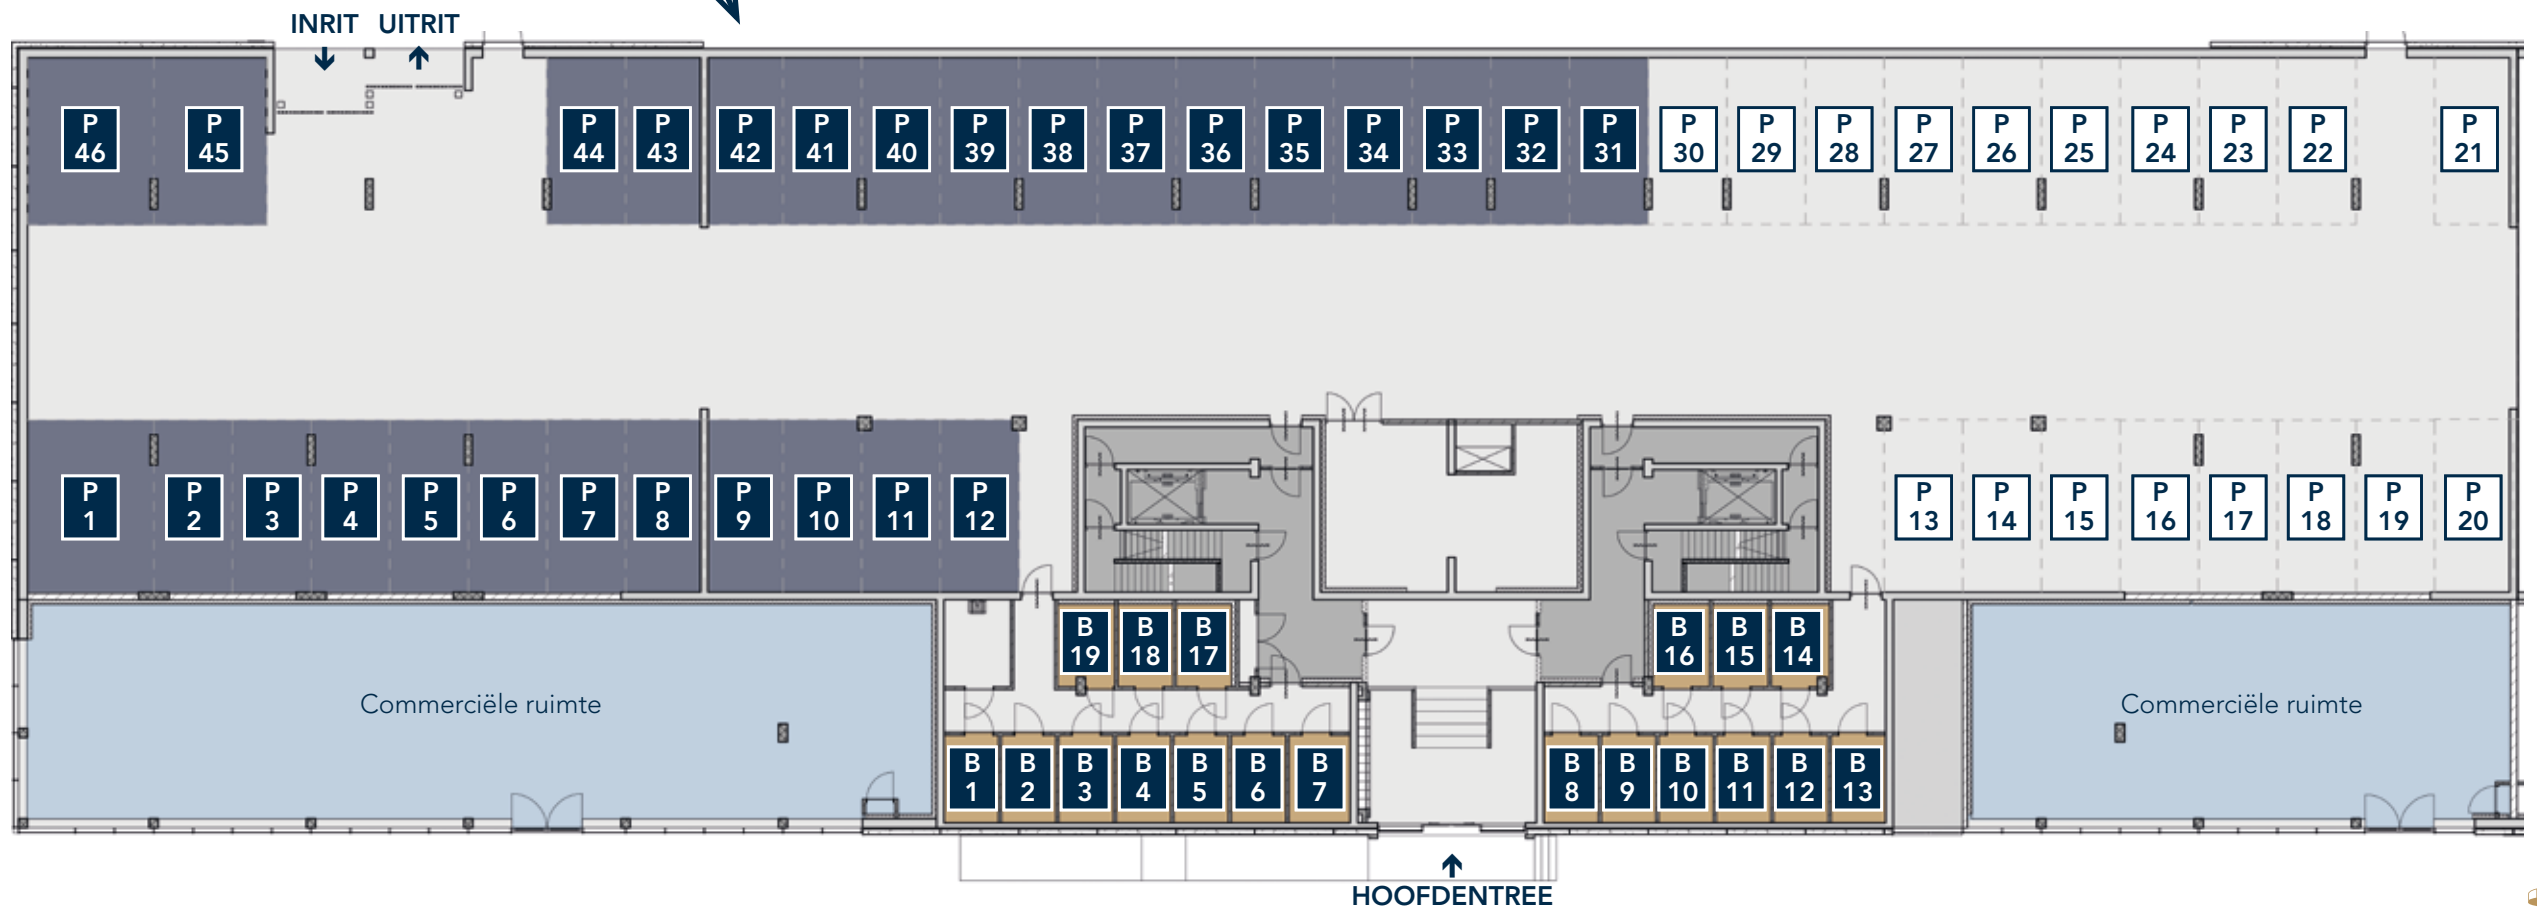 INRIT UITRIT
P 46
P 45
P 44
P 43
P 42
P 41
P 40
P 39
P 38
P 37
P 36
P 35
P 34
P 33
P 32
P 31
P 30
P 29
P 28
P 27
P 26
P 25
P 24
P 23
P 22
P 21
P 1
P 2
P 3
P 4
P 5
P 6
P 7
P 8
P 9
P 10
P 11
P 12
P 13
P 14
P 15
P 16
P 17
P 18
P 19
P 20
B 19
B 18
B 17
B 16
B 15
B 14
Commerciële ruimte
Commerciële ruimte
B 1
B 2
B 3
B 4
B 5
B 6
B 7
B 8
B 9
B 10
B 11
B 12
B 13
HOOFDENTREE